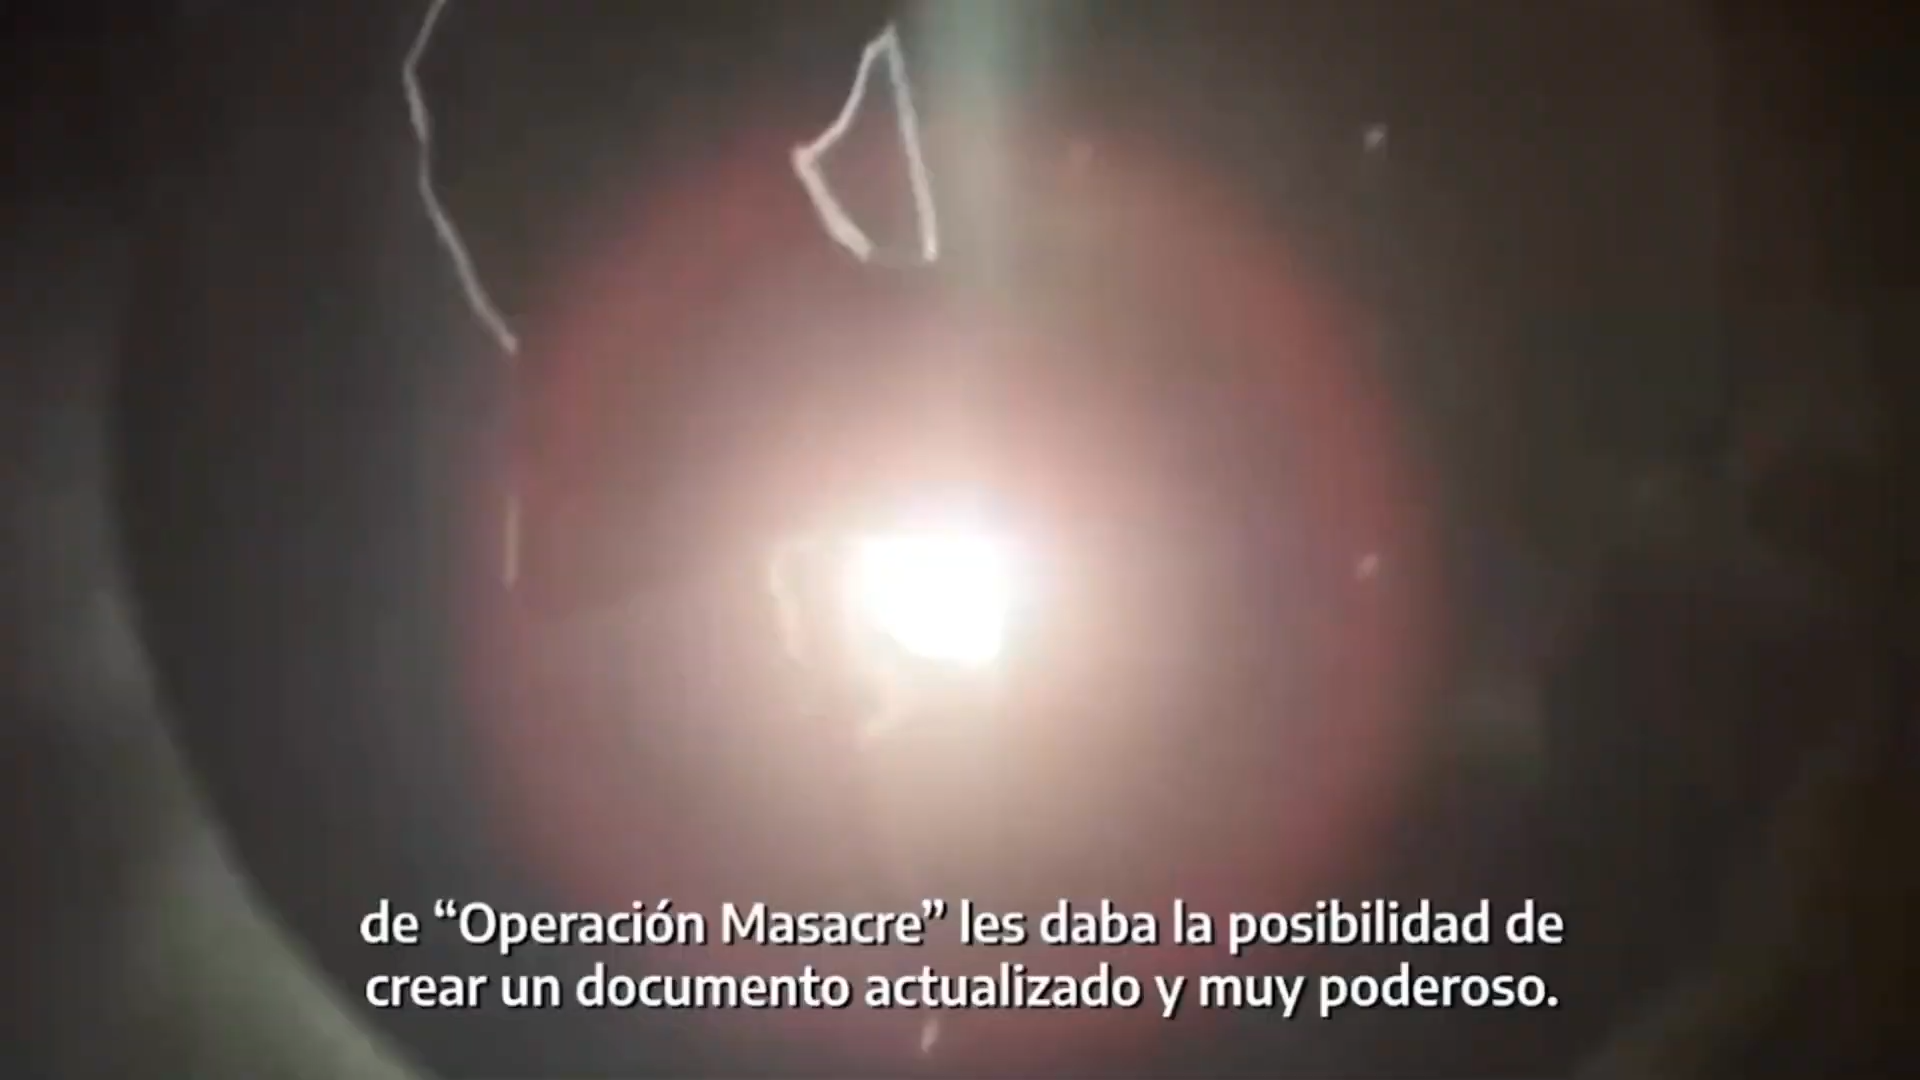 de “Operación Masacre” les daba la posibilidad de
crear un documento actualizado y muy poderoso.